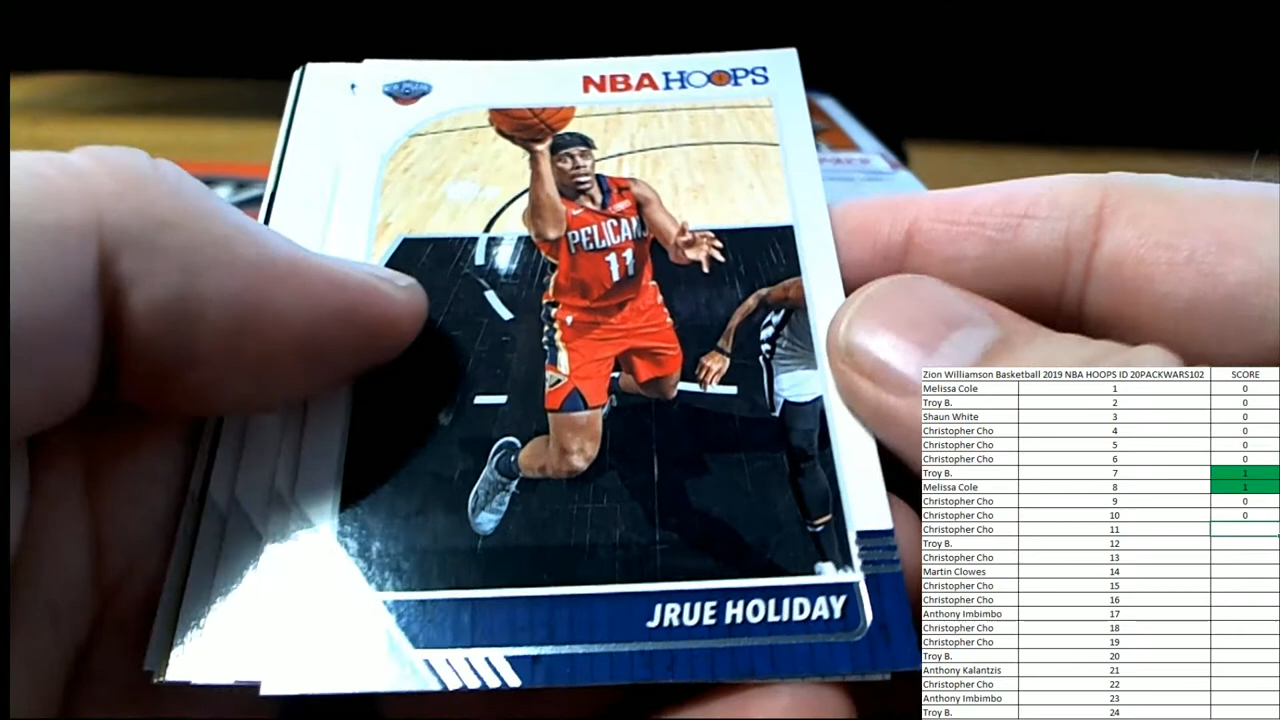 NBA HOOPS
PELICANS
11
JRUE HOLIDAY
Zion Williamson Basketball 2019 NBA HOOPS ID 20PACKWARS102 SCORE
Melissa Cole 1 0
Troy B. 2 0
Shaun White 3 0
Christopher Cho 4 0
Christopher Cho 5 0
Christopher Cho 6 0
Troy B. 7 1
Melissa Cole 8 1
Christopher Cho 9 0
Christopher Cho 10 0
Christopher Cho 11
Troy B. 12
Christopher Cho 13
Martin Clowes 14
Christopher Cho 15
Christopher Cho 16
Anthony Imbimbo 17
Christopher Cho 18
Christopher Cho 19
Troy B. 20
Anthony Kalantzis 21
Christopher Cho 22
Anthony Imbimbo 23
Troy B. 24